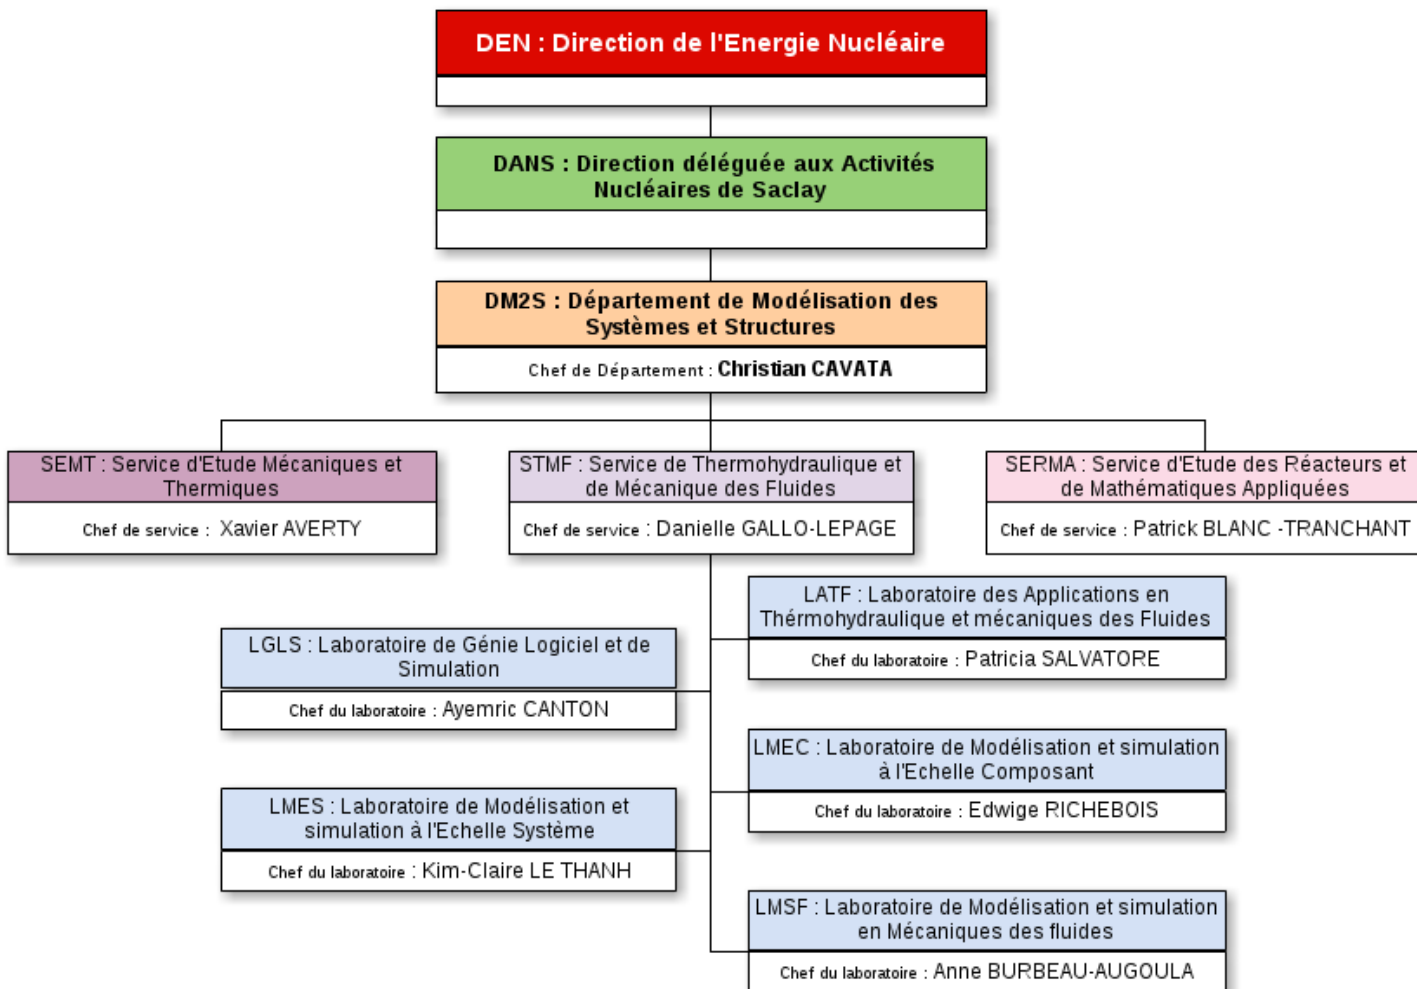 DEN : Direction de l'Energie Nucléaire
DANS : Direction déléguée aux Activités
Nucléaires de Saclay
DM2S : Département de Modélisation des
Systèmes et Structures
Chef de Département : Christian CAVATA
SEMT : Service d'Etude Mécaniques et
Thermiques
Chef de service : Xavier AVERTY
STMF : Service de Thermohydraulique et
de Mécanique des Fluides
Chef de service : Danielle GALLO-LEPAGE
SERMA : Service d'Etude des Réacteurs et
de Mathématiques Appliquées
Chef de service : Patrick BLANC -TRANCHANT
LATF : Laboratoire des Applications en
Thérmohydraulique et mécaniques des Fluides
Chef du laboratoire : Patricia SALVATORE
LGLS : Laboratoire de Génie Logiciel et de
Simulation
Chef du laboratoire : Ayemric CANTON
LMEC : Laboratoire de Modélisation et simulation
à l'Echelle Composant
Chef du laboratoire : Edwige RICHEBOIS
LMES : Laboratoire de Modélisation et
simulation à l'Echelle Système
Chef du laboratoire : Kim-Claire LE THANH
LMSF : Laboratoire de Modélisation et simulation
en Mécaniques des fluides
Chef du laboratoire : Anne BURBEAU-AUGOULA